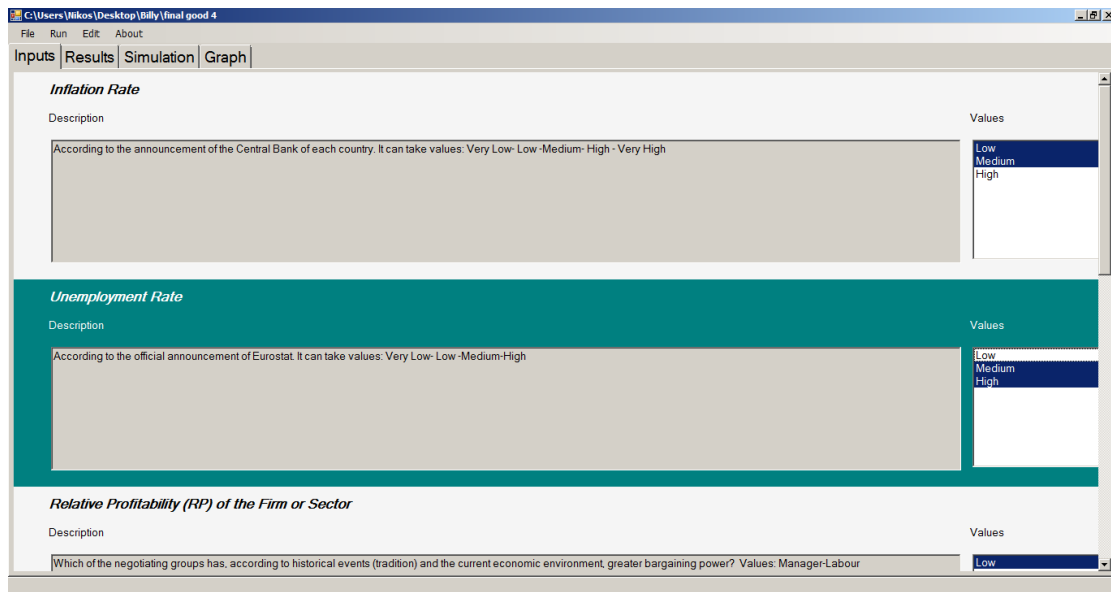 C:\Users\Nikos\Desktop\Billy\final good 4
File Run Edit About
Inputs Results Simulation Graph
Inflation Rate
Description Values
According to the announcement of the Central Bank of each country. It can take values: Very Low- Low -Medium- High - Very High
Low
Medium
High
Unemployment Rate
Description Values
According to the official announcement of Eurostat. It can take values: Very Low- Low -Medium-High
Low
Medium
High
Relative Profitability (RP) of the Firm or Sector
Description Values
Which of the negotiating groups has, according to historical events (tradition) and the current economic environment, greater bargaining power? Values: Manager-Labour
Low